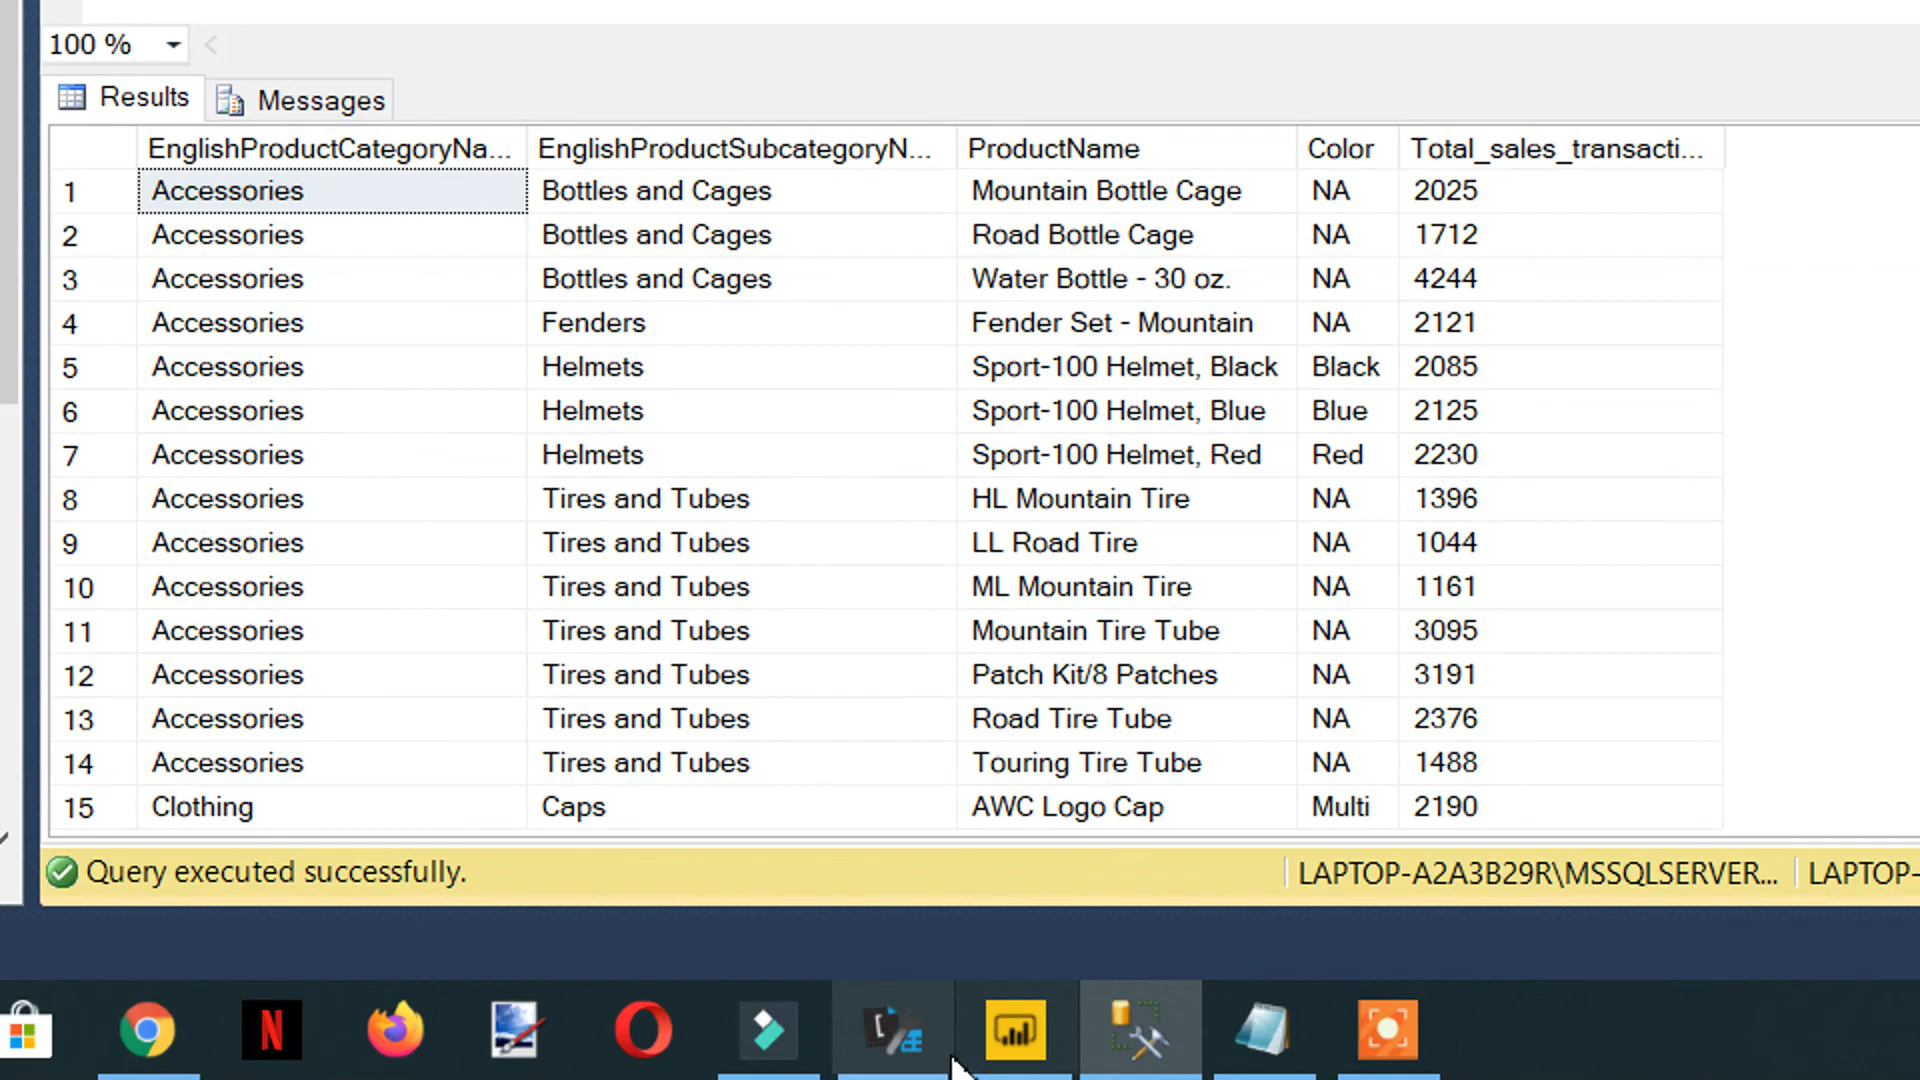 100 %
Results Messages
EnglishProductCategoryNa... EnglishProductSubcategoryN... ProductName Color Total_sales_transacti...
1 Accessories Bottles and Cages Mountain Bottle Cage NA 2025
2 Accessories Bottles and Cages Road Bottle Cage NA 1712
3 Accessories Bottles and Cages Water Bottle - 30 oz. NA 4244
4 Accessories Fenders Fender Set - Mountain NA 2121
5 Accessories Helmets Sport-100 Helmet, Black Black 2085
6 Accessories Helmets Sport-100 Helmet, Blue Blue 2125
7 Accessories Helmets Sport-100 Helmet, Red Red 2230
8 Accessories Tires and Tubes HL Mountain Tire NA 1396
9 Accessories Tires and Tubes LL Road Tire NA 1044
10 Accessories Tires and Tubes ML Mountain Tire NA 1161
11 Accessories Tires and Tubes Mountain Tire Tube NA 3095
12 Accessories Tires and Tubes Patch Kit/8 Patches NA 3191
13 Accessories Tires and Tubes Road Tire Tube NA 2376
14 Accessories Tires and Tubes Touring Tire Tube NA 1488
15 Clothing Caps AWC Logo Cap Multi 2190
Query executed successfully. LAPTOP-A2A3B29R\MSSQLSERVER... LAPTOP-
N